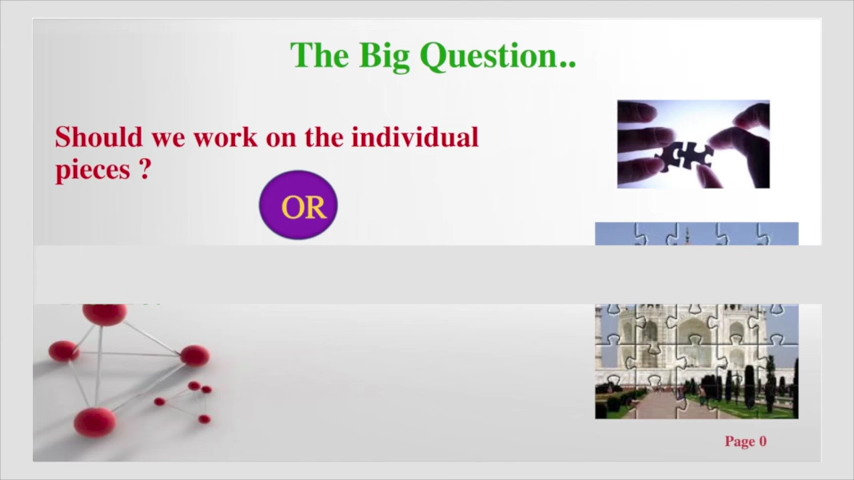 The Big Question..
Should we work on the individual
pieces ?
OR
Page 0